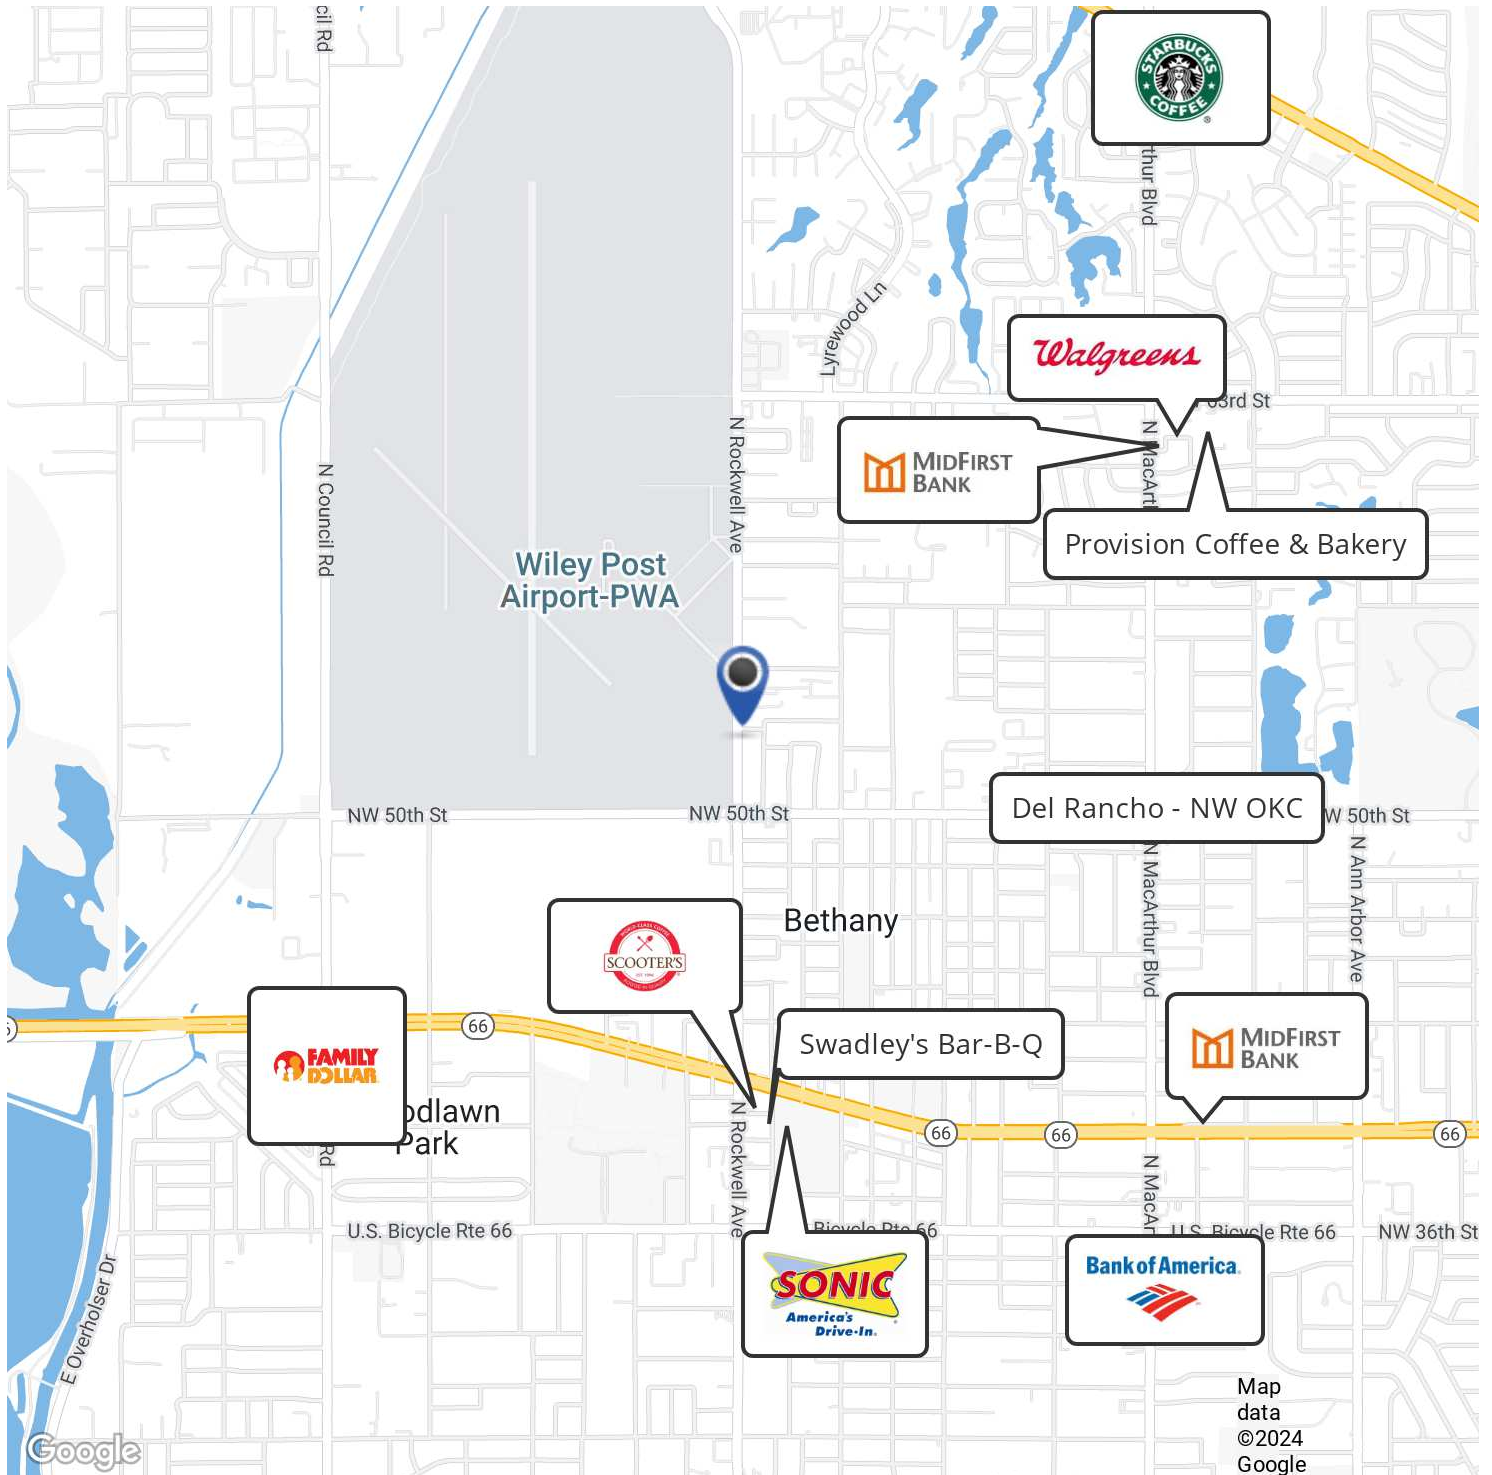 cil Rd
STARBUCKS
COFFEE
thur Blvd
Lyrewood Ln
Walgreens
63rd St
N Rockwell Ave
N MacArt
MIDFIRST
BANK
N Council Rd
Provision Coffee & Bakery
Wiley Post
Airport-PWA
NW 50th St
NW 50th St
Del Rancho - NW OKC
W 50th St
N MacArthur Blvd
N Ann Arbor Ave
Bethany
SCOOTER'S
66
Swadley's Bar-B-Q
MIDFIRST
BANK
FAMILY
DOLLAR
odlawn
Park
Rd
N Rockwell Ave
66
66
66
N MacAr
U.S. Bicycle Rte 66
Bicycle Rte 66
U.S. Bicycle Rte 66
NW 36th St
E Overholser Dr
SONIC
America's
Drive-In.
Bank of America
Map
data
©2024
Google
Google